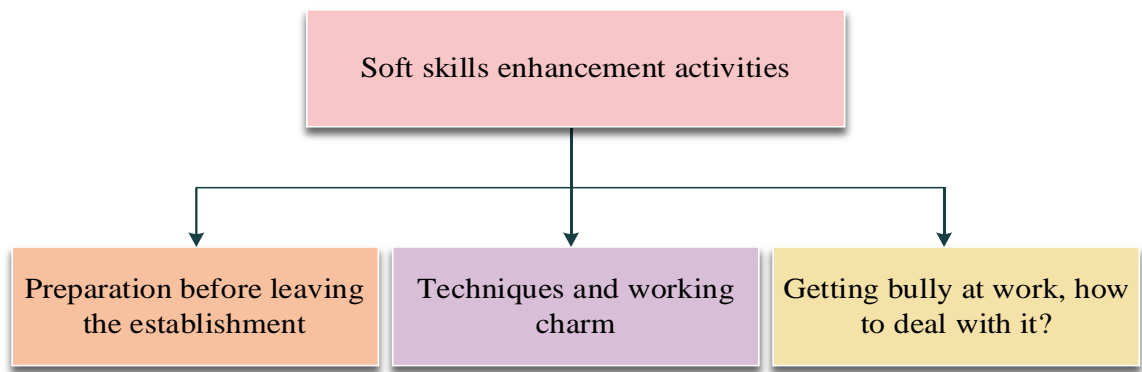 Soft skills enhancement activities
Preparation before leaving
the establishment
Techniques and working
charm
Getting bully at work, how
to deal with it?